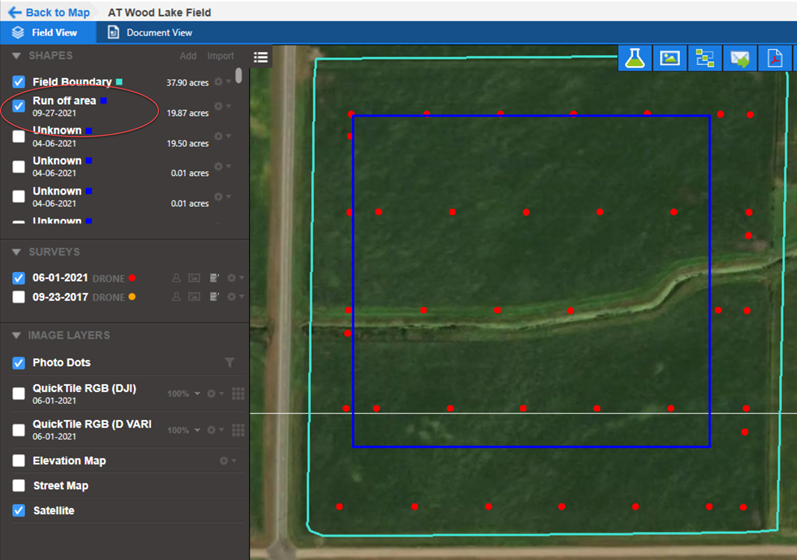 Back to Map
AT Wood Lake Field
Field View
Document View
SHAPES
Add
Import
Field Boundary
37.90 acres
Run off area
09-27-2021
19.87 acres
Unknown
04-06-2021
19.50 acres
Unknown
04-06-2021
0.01 acres
Unknown
04-06-2021
0.01 acres
Unknown
SURVEYS
06-01-2021 DRONE
09-23-2017 DRONE
IMAGE LAYERS
Photo Dots
QuickTile RGB (DJI)
06-01-2021
100%
QuickTile RGB (D VARI
06-01-2021
100%
Elevation Map
Street Map
Satellite